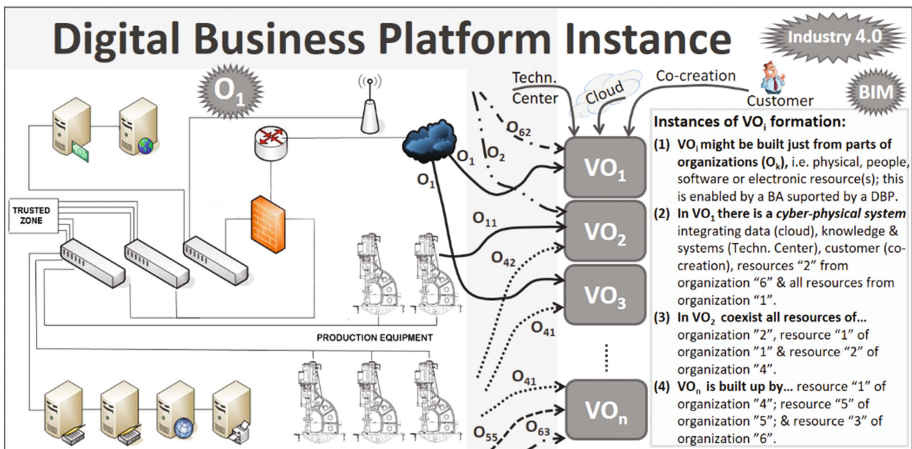 Digital Business Platform Instance
Industry 4.0
O1
Techn.
Center
Cloud
Co-creation
Customer
BIM
TRUSTED
ZONE
PRODUCTION EQUIPMENT
O62
O1
O2
O1
O11
O42
O41
O41
O55
O63
VO1
VO2
VO3
VOn
Instances of VOi formation:
(1) VOi might be built just from parts of
organizations (Ok), i.e. physical, people,
software or electronic resource(s); this
is enabled by a BA suported by a DBP.
(2) In VO1 there is a cyber-physical system
integrating data (cloud), knowledge &
systems (Techn. Center), customer (co-
creation), resources "2" from
organization "6" & all resources from
organization "1".
(3) In VO2 coexist all resources of...
organization "2", resource "1" of
organization "1" & resource "2" of
organization "4".
(4) VOn is built up by... resource "1" of
organization "4"; resource "5" of
organization "5"; & resource "3" of
organization "6".